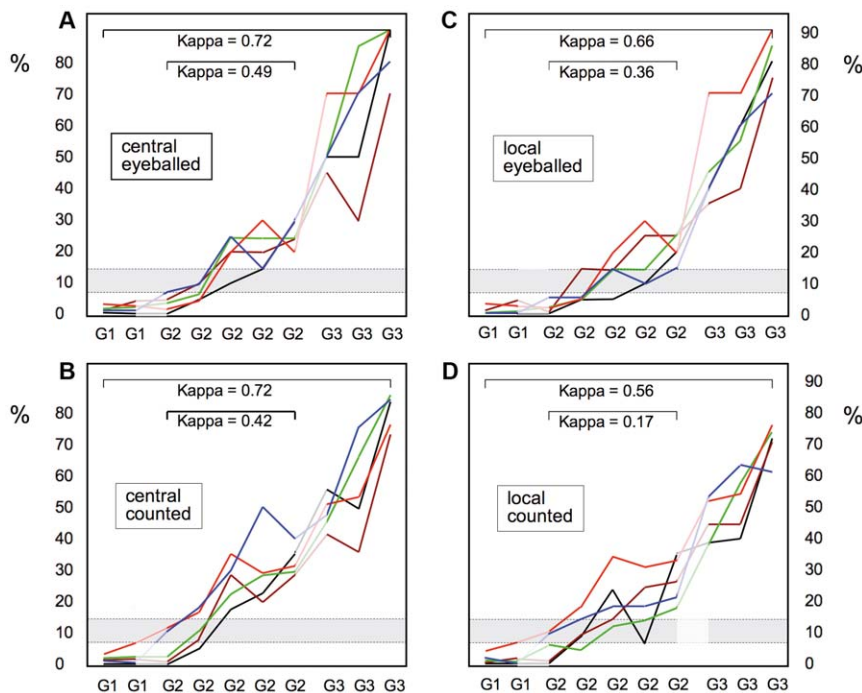 A
Kappa = 0.72
Kappa = 0.49
central
eyeballed
%
80
70
60
50
40
30
20
10
0
G1 G1 G2 G2 G2 G2 G2 G3 G3 G3
C
Kappa = 0.66
Kappa = 0.36
local
eyeballed
%
90
80
70
60
50
40
30
20
10
0
G1 G1 G2 G2 G2 G2 G2 G3 G3 G3
B
Kappa = 0.72
Kappa = 0.42
central
counted
%
80
70
60
50
40
30
20
10
0
G1 G1 G2 G2 G2 G2 G2 G3 G3 G3
D
Kappa = 0.56
Kappa = 0.17
local
counted
%
90
80
70
60
50
40
30
20
10
0
G1 G1 G2 G2 G2 G2 G2 G3 G3 G3